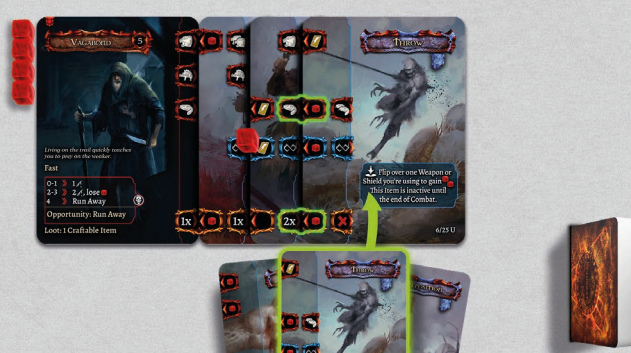 VAGABOND
5
THROW
Living on the trail quickly teaches
you to prey on the weaker.
Fast
0-1 1
2-3 2 , lose
4 Run Away
Opportunity: Run Away
Loot: 1 Craftable Item
1x
1x
2x
Flip over one Weapon or
Shield you're using to gain
This Item is inactive until
the end of Combat.
6/25 U
THROW